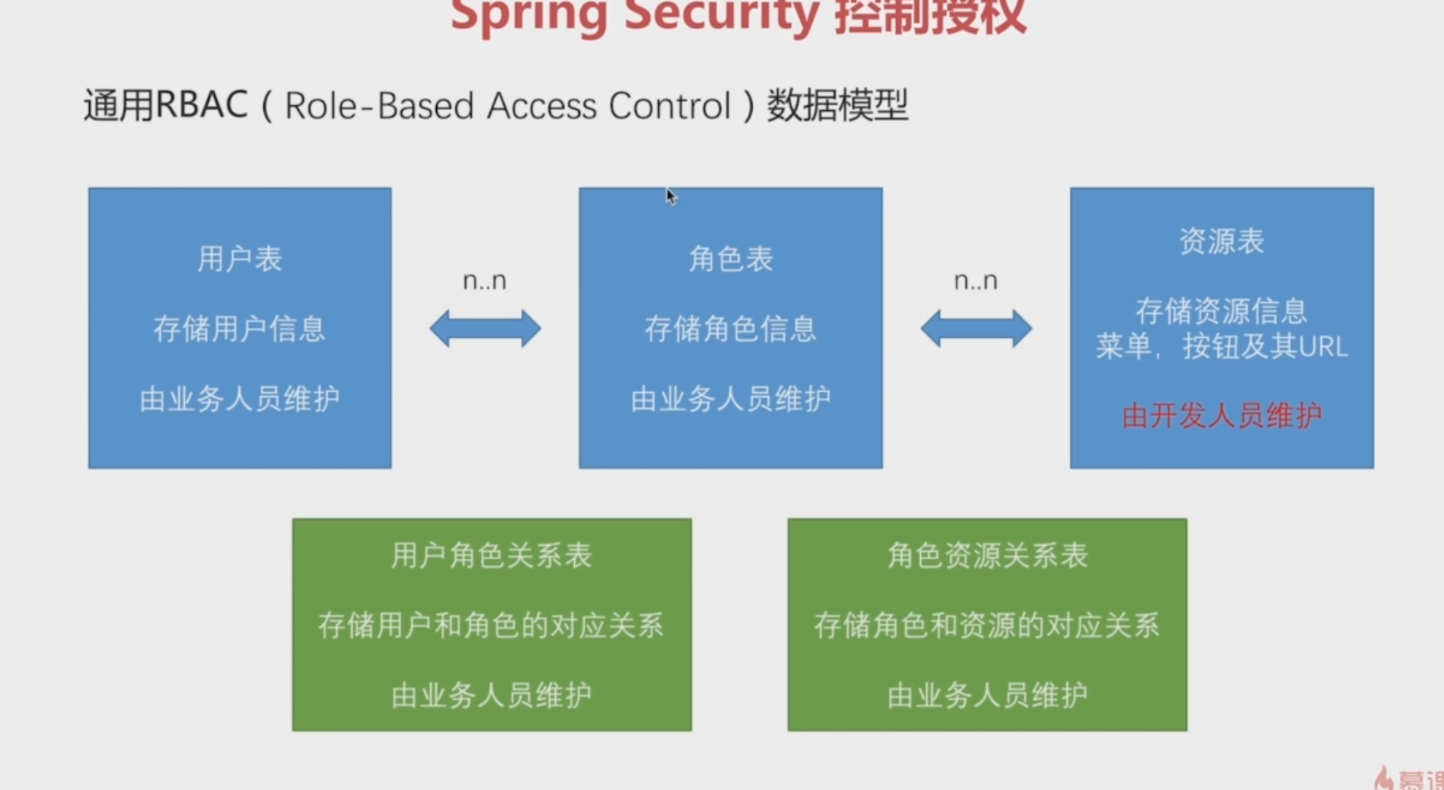 Spring Security 控制授权
通用RBAC（Role-Based Access Control）数据模型
用户表
存储用户信息
由业务人员维护
n..n
角色表
存储角色信息
由业务人员维护
n..n
资源表
存储资源信息
菜单，按钮及其URL
由开发人员维护
用户角色关系表
存储用户和角色的对应关系
由业务人员维护
角色资源关系表
存储角色和资源的对应关系
由业务人员维护
慕课